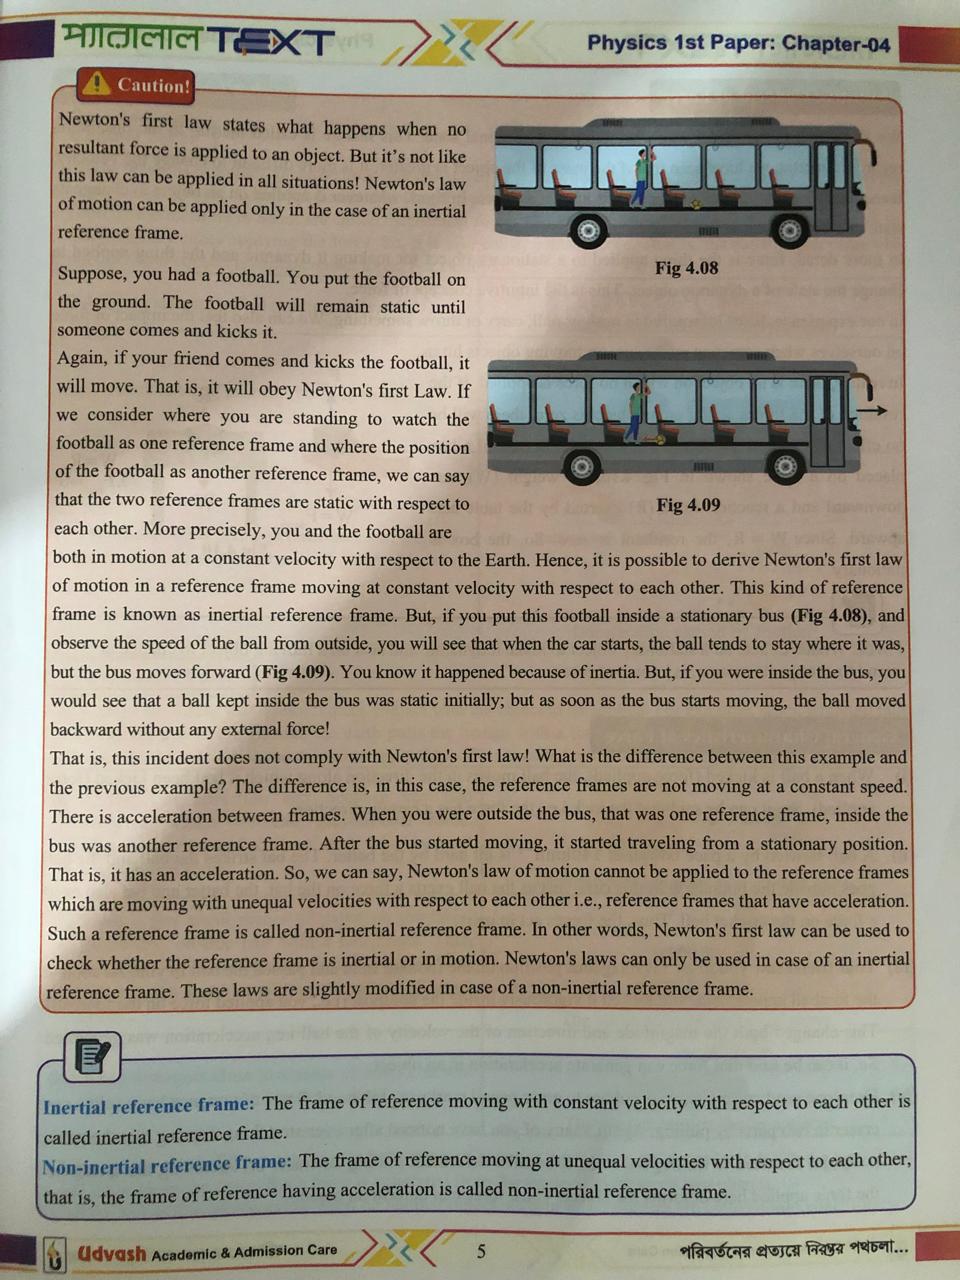 প্যারালাল TEXT
Physics 1st Paper: Chapter-04
Caution!
Newton's first law states what happens when no
resultant force is applied to an object. But it's not like
this law can be applied in all situations! Newton's law
of motion can be applied only in the case of an inertial
reference frame.
Fig 4.08
Suppose, you had a football. You put the football on
the ground. The football will remain static until
someone comes and kicks it.
Again, if your friend comes and kicks the football, it
will move. That is, it will obey Newton's first Law. If
we consider where you are standing to watch the
football as one reference frame and where the position
of the football as another reference frame, we can say
that the two reference frames are static with respect to
each other. More precisely, you and the football are
Fig 4.09
both in motion at a constant velocity with respect to the Earth. Hence, it is possible to derive Newton's first law
of motion in a reference frame moving at constant velocity with respect to each other. This kind of reference
frame is known as inertial reference frame. But, if you put this football inside a stationary bus (Fig 4.08), and
observe the speed of the ball from outside, you will see that when the car starts, the ball tends to stay where it was,
but the bus moves forward (Fig 4.09). You know it happened because of inertia. But, if you were inside the bus, you
would see that a ball kept inside the bus was static initially; but as soon as the bus starts moving, the ball moved
backward without any external force!
That is, this incident does not comply with Newton's first law! What is the difference between this example and
the previous example? The difference is, in this case, the reference frames are not moving at a constant speed.
There is acceleration between frames. When you were outside the bus, that was one reference frame, inside the
bus was another reference frame. After the bus started moving, it started traveling from a stationary position.
That is, it has an acceleration. So, we can say, Newton's law of motion cannot be applied to the reference frames
which are moving with unequal velocities with respect to each other i.e., reference frames that have acceleration.
Such a reference frame is called non-inertial reference frame. In other words, Newton's first law can be used to
check whether the reference frame is inertial or in motion. Newton's laws can only be used in case of an inertial
reference frame. These laws are slightly modified in case of a non-inertial reference frame.
Inertial reference frame: The frame of reference moving with constant velocity with respect to each other is
called inertial reference frame.
Non-inertial reference frame: The frame of reference moving at unequal velocities with respect to each other,
that is, the frame of reference having acceleration is called non-inertial reference frame.
Udvash Academic & Admission Care
5
পরিবর্তনের প্রত্যয়ে নিরন্তর পথচলা...